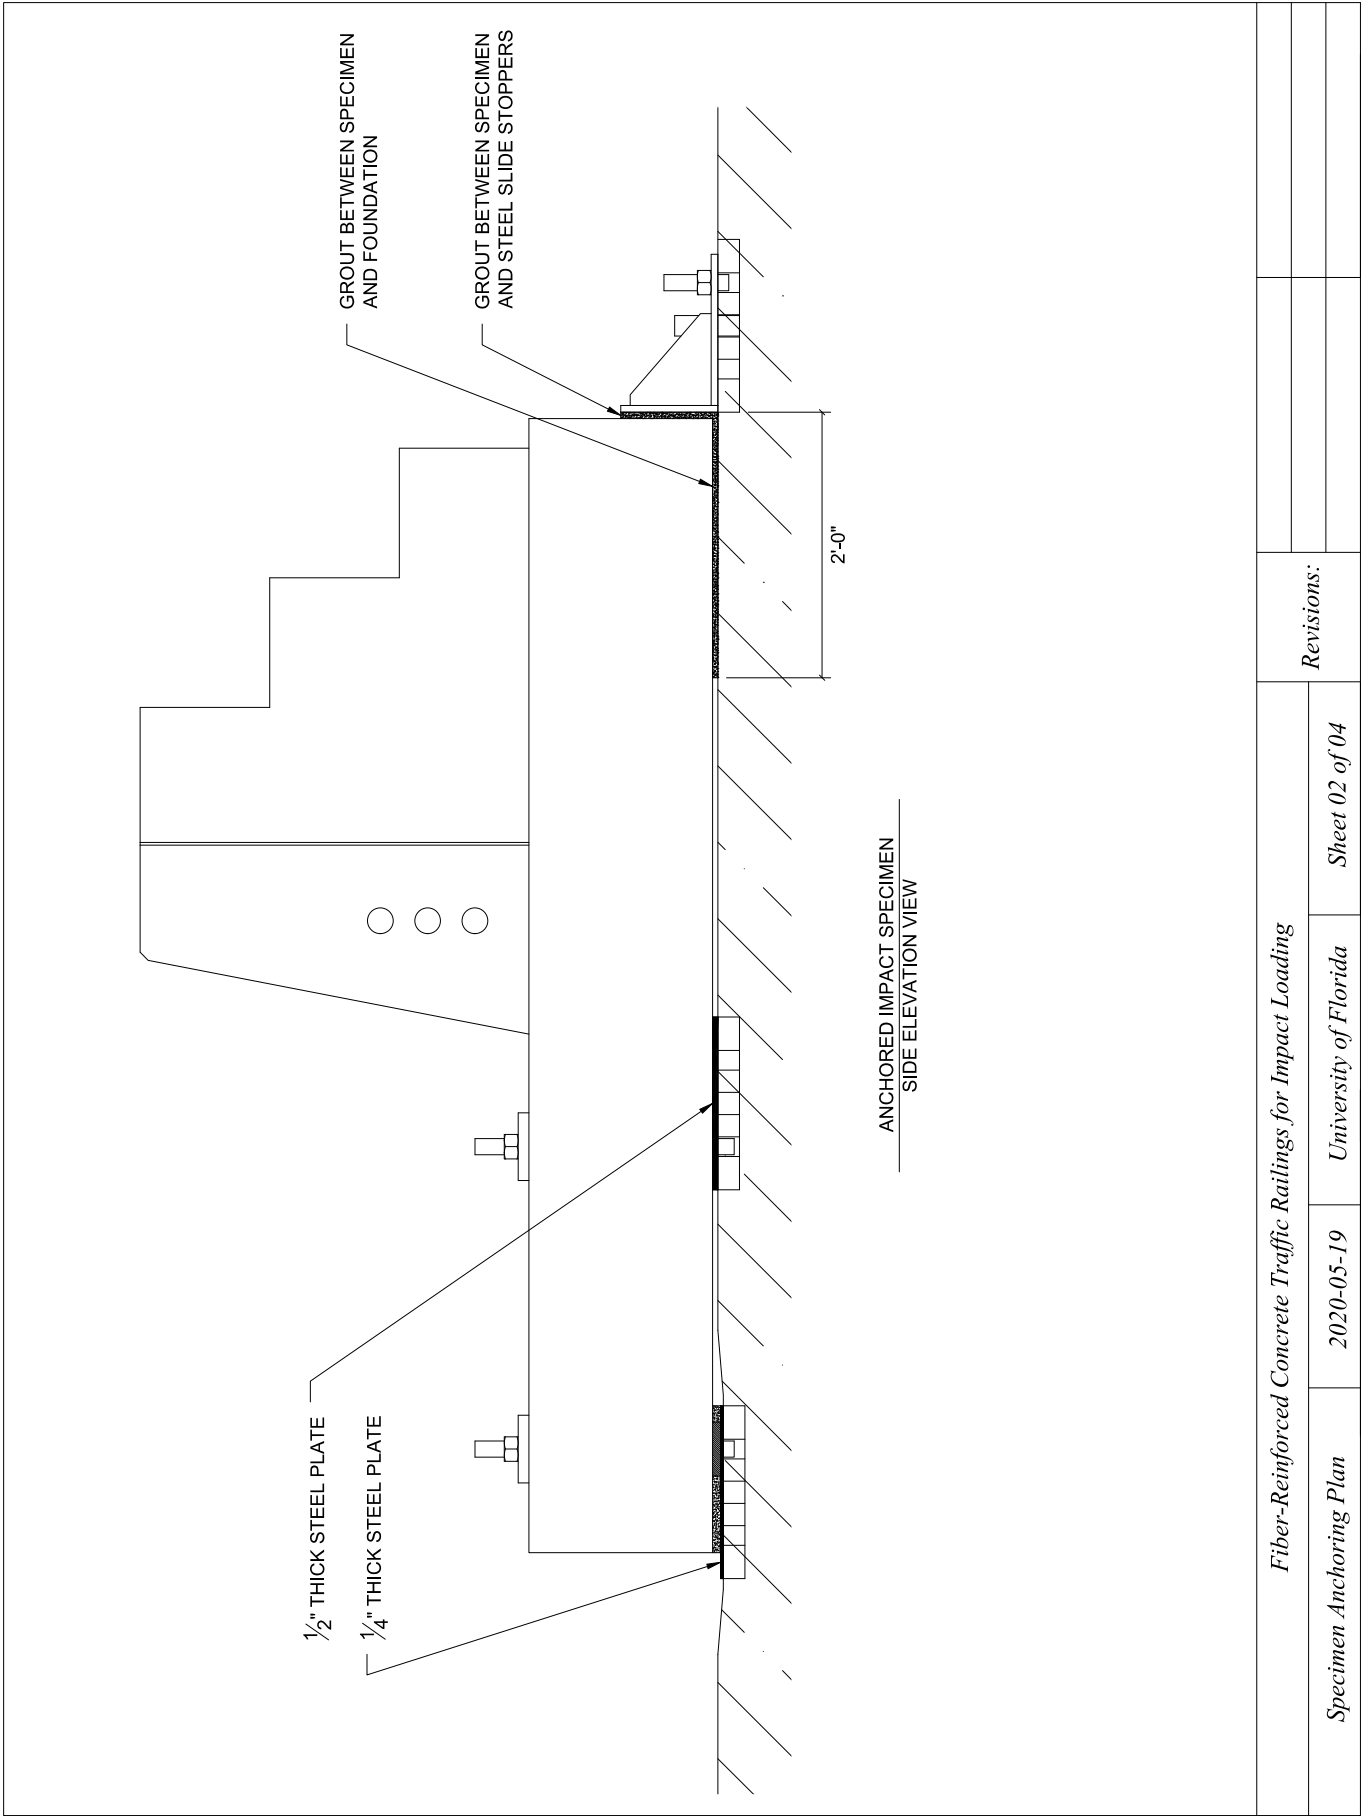 ½" THICK STEEL PLATE
¼" THICK STEEL PLATE
GROUT BETWEEN SPECIMEN
AND FOUNDATION
GROUT BETWEEN SPECIMEN
AND STEEL SLIDE STOPPERS
2'-0"
ANCHORED IMPACT SPECIMEN
SIDE ELEVATION VIEW
Fiber-Reinforced Concrete Traffic Railings for Impact Loading
Specimen Anchoring Plan
2020-05-19
University of Florida
Sheet 02 of 04
Revisions: